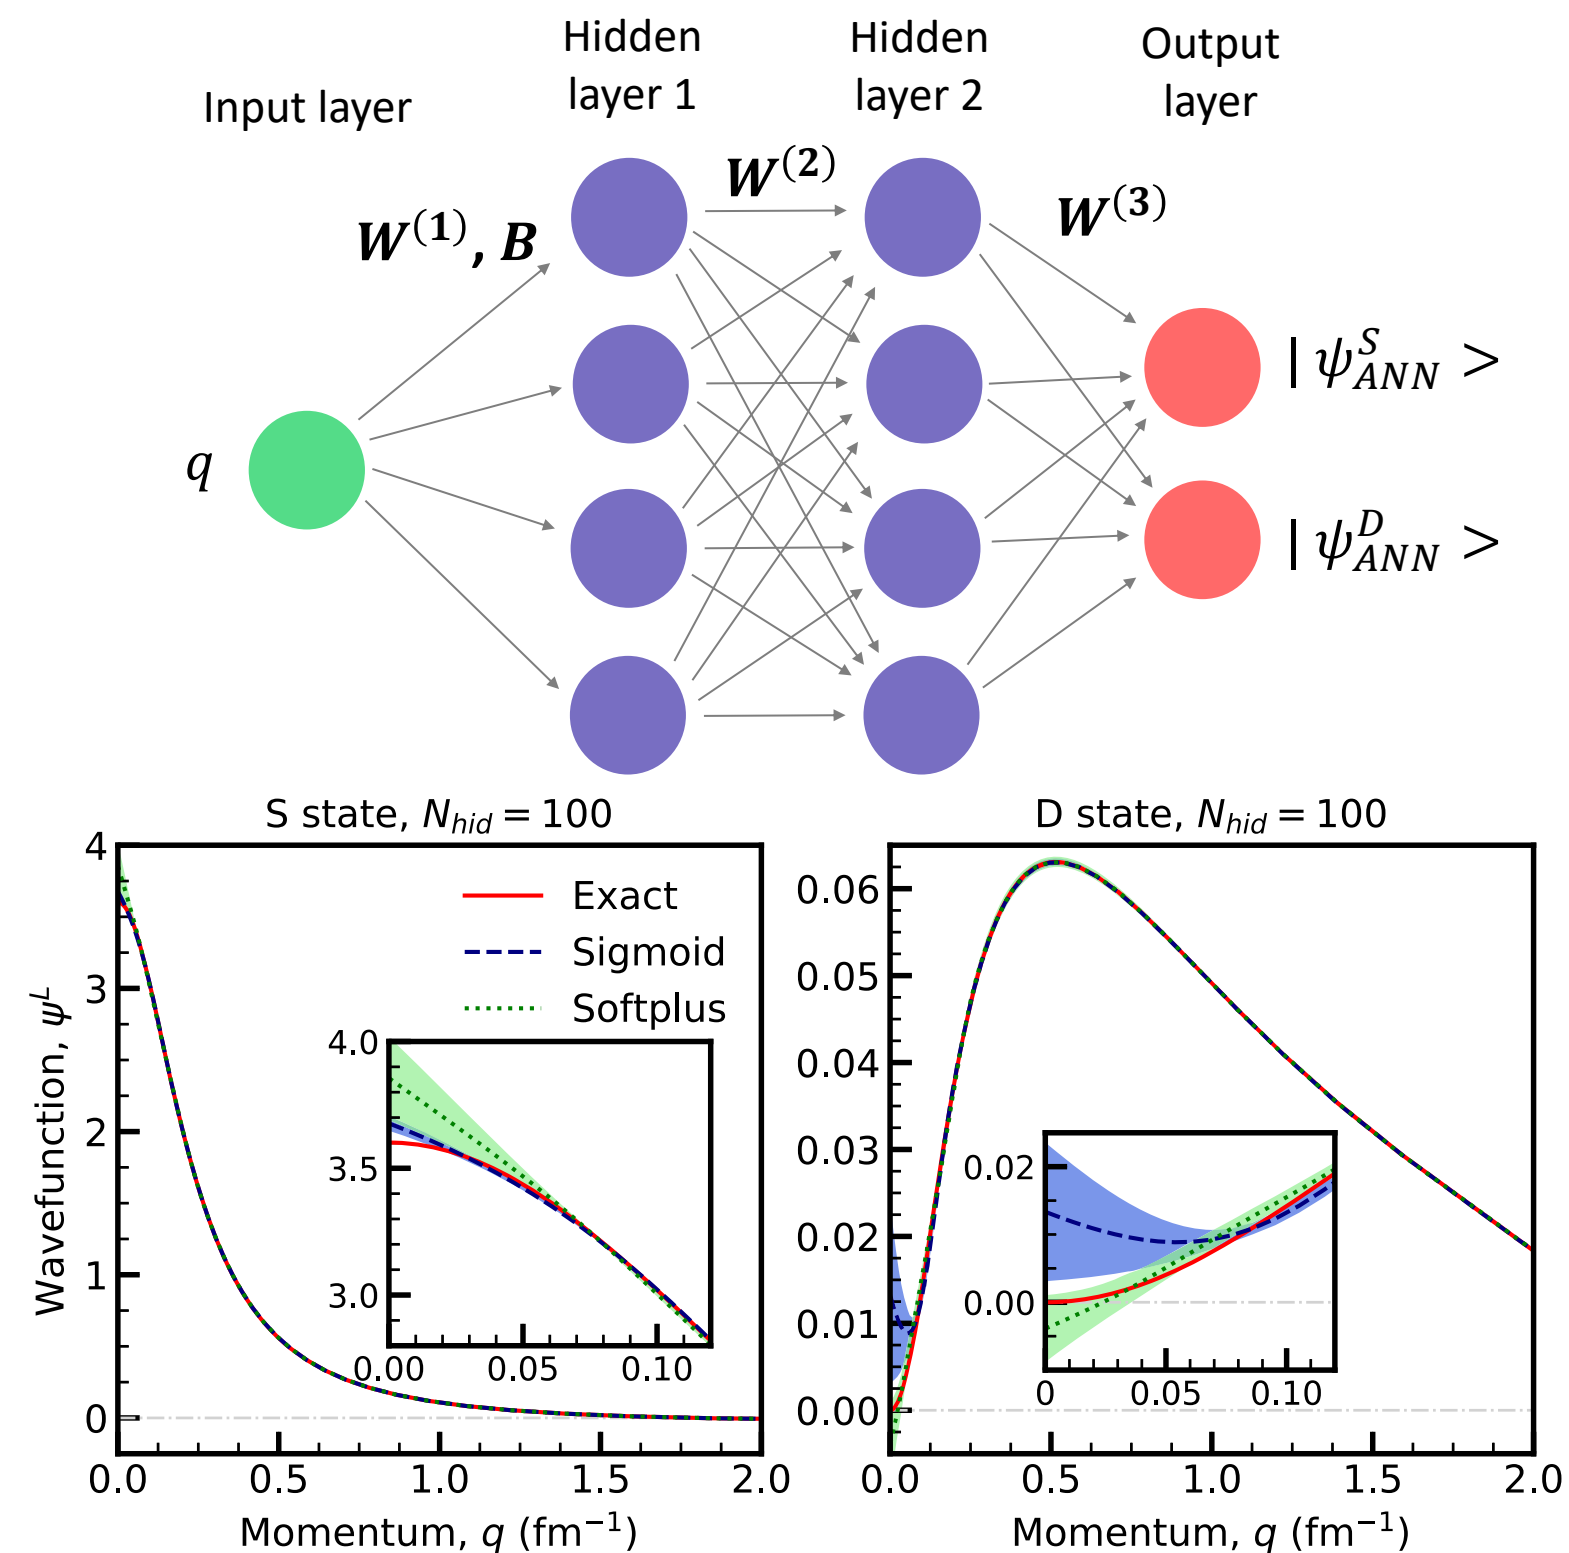 Input layer
Hidden
layer 1
Hidden
layer 2
Output
layer
W^(1), B
W^(2)
W^(3)
q
| ψ^S_ANN >
| ψ^D_ANN >
S state, N_hid = 100
Wavefunction, ψ^L
4
3
2
1
0
Exact
Sigmoid
Softplus
4.0
3.5
3.0
0.00 0.05 0.10
0.0 0.5 1.0 1.5 2.0
Momentum, q (fm⁻¹)
D state, N_hid = 100
0.06
0.05
0.04
0.03
0.02
0.01
0.00
0.02
0.00
0 0.05 0.10
0.0 0.5 1.0 1.5 2.0
Momentum, q (fm⁻¹)